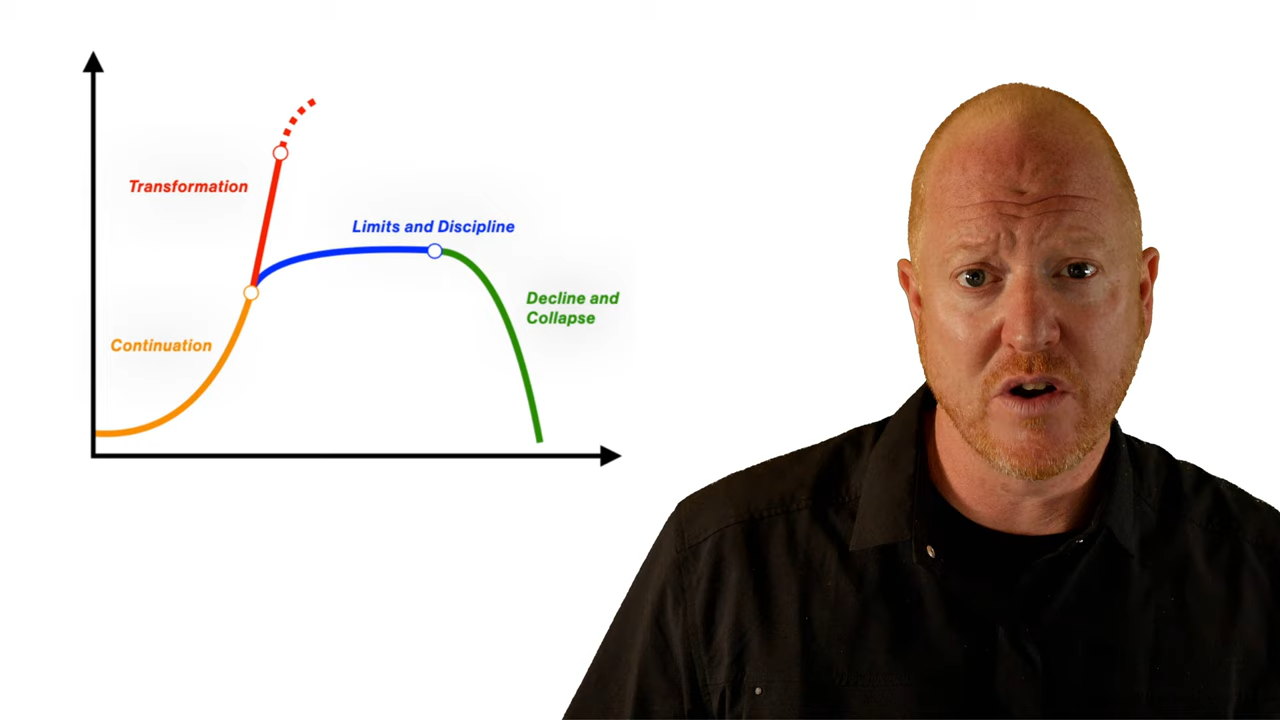 Transformation
Limits and Discipline
Decline and
Collapse
Continuation